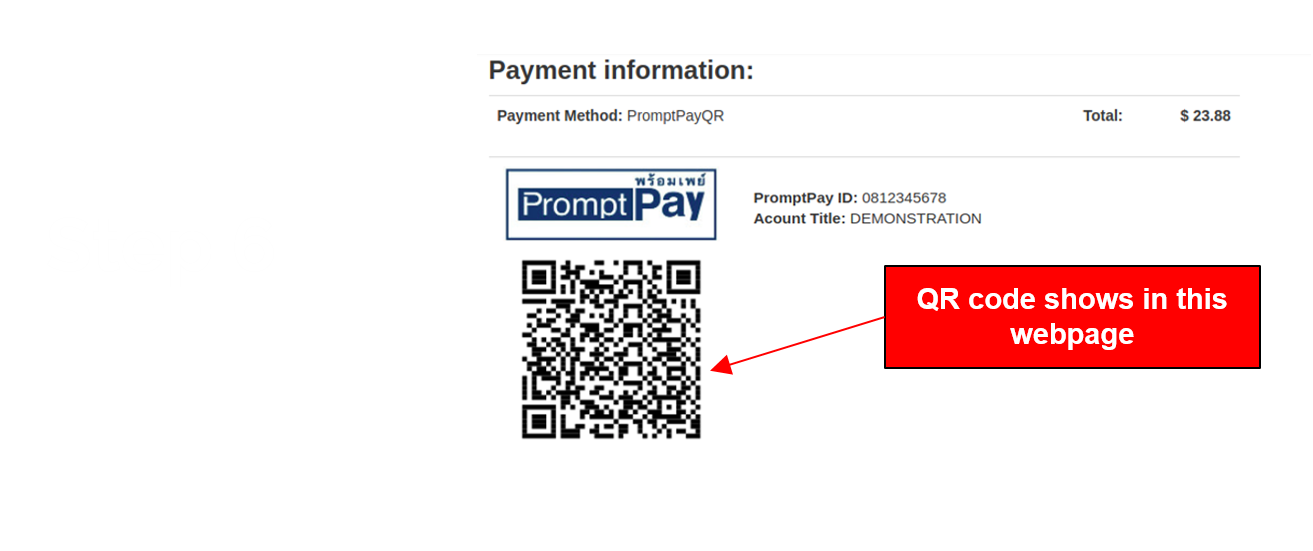 Payment information:
Payment Method: PromptPayQR Total: $ 23.88
พร้อมเพย์
PromptPay
PromptPay ID: 0812345678
Acount Title: DEMONSTRATION
QR code shows in this
webpage